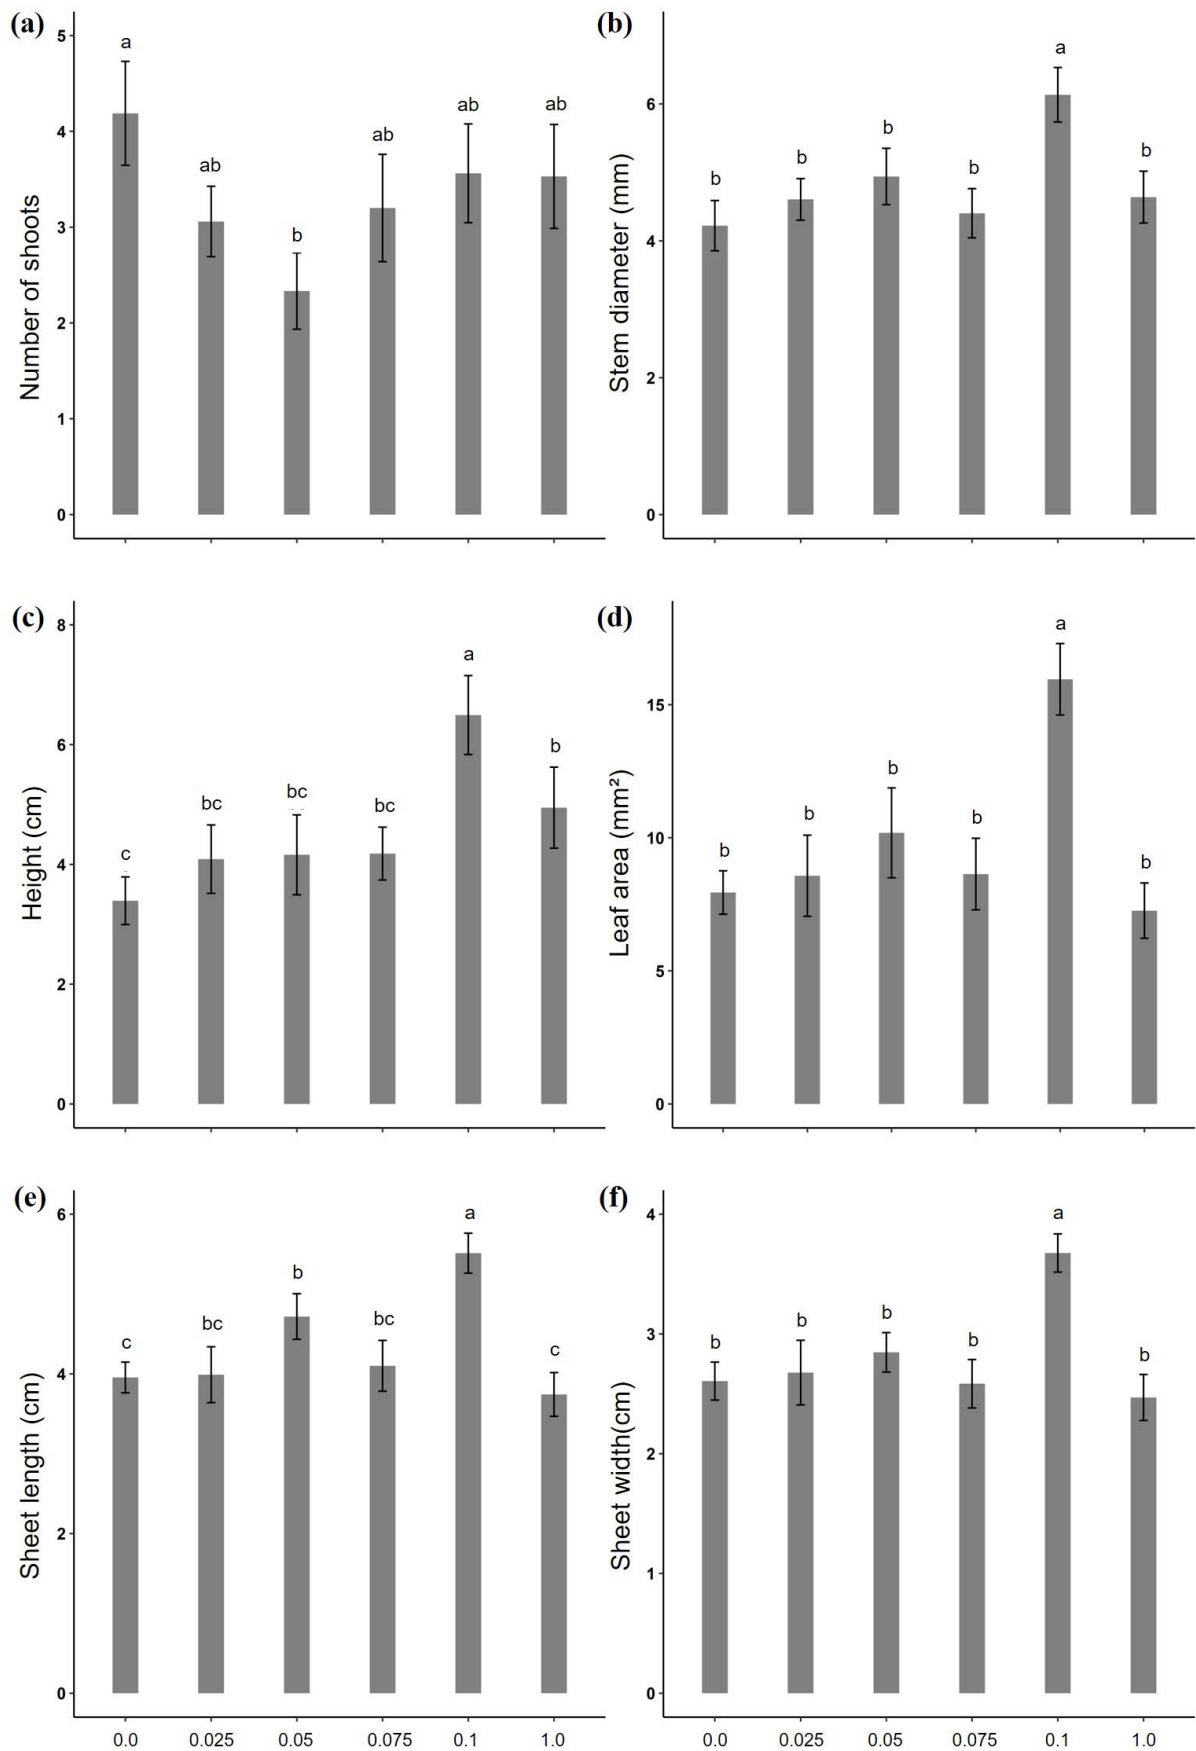 (a)
Number of shoots
5
4
3
2
1
0
a
ab
b
ab
ab
ab
(b)
Stem diameter (mm)
6
4
2
0
b
b
b
b
a
b
(c)
Height (cm)
8
6
4
2
0
c
bc
bc
bc
a
b
(d)
Leaf area (mm²)
15
10
5
0
b
b
b
b
a
b
(e)
Sheet length (cm)
6
4
2
0
c
bc
b
bc
a
c
0.0 0.025 0.05 0.075 0.1 1.0
(f)
Sheet width(cm)
4
3
2
1
0
b
b
b
b
a
b
0.0 0.025 0.05 0.075 0.1 1.0